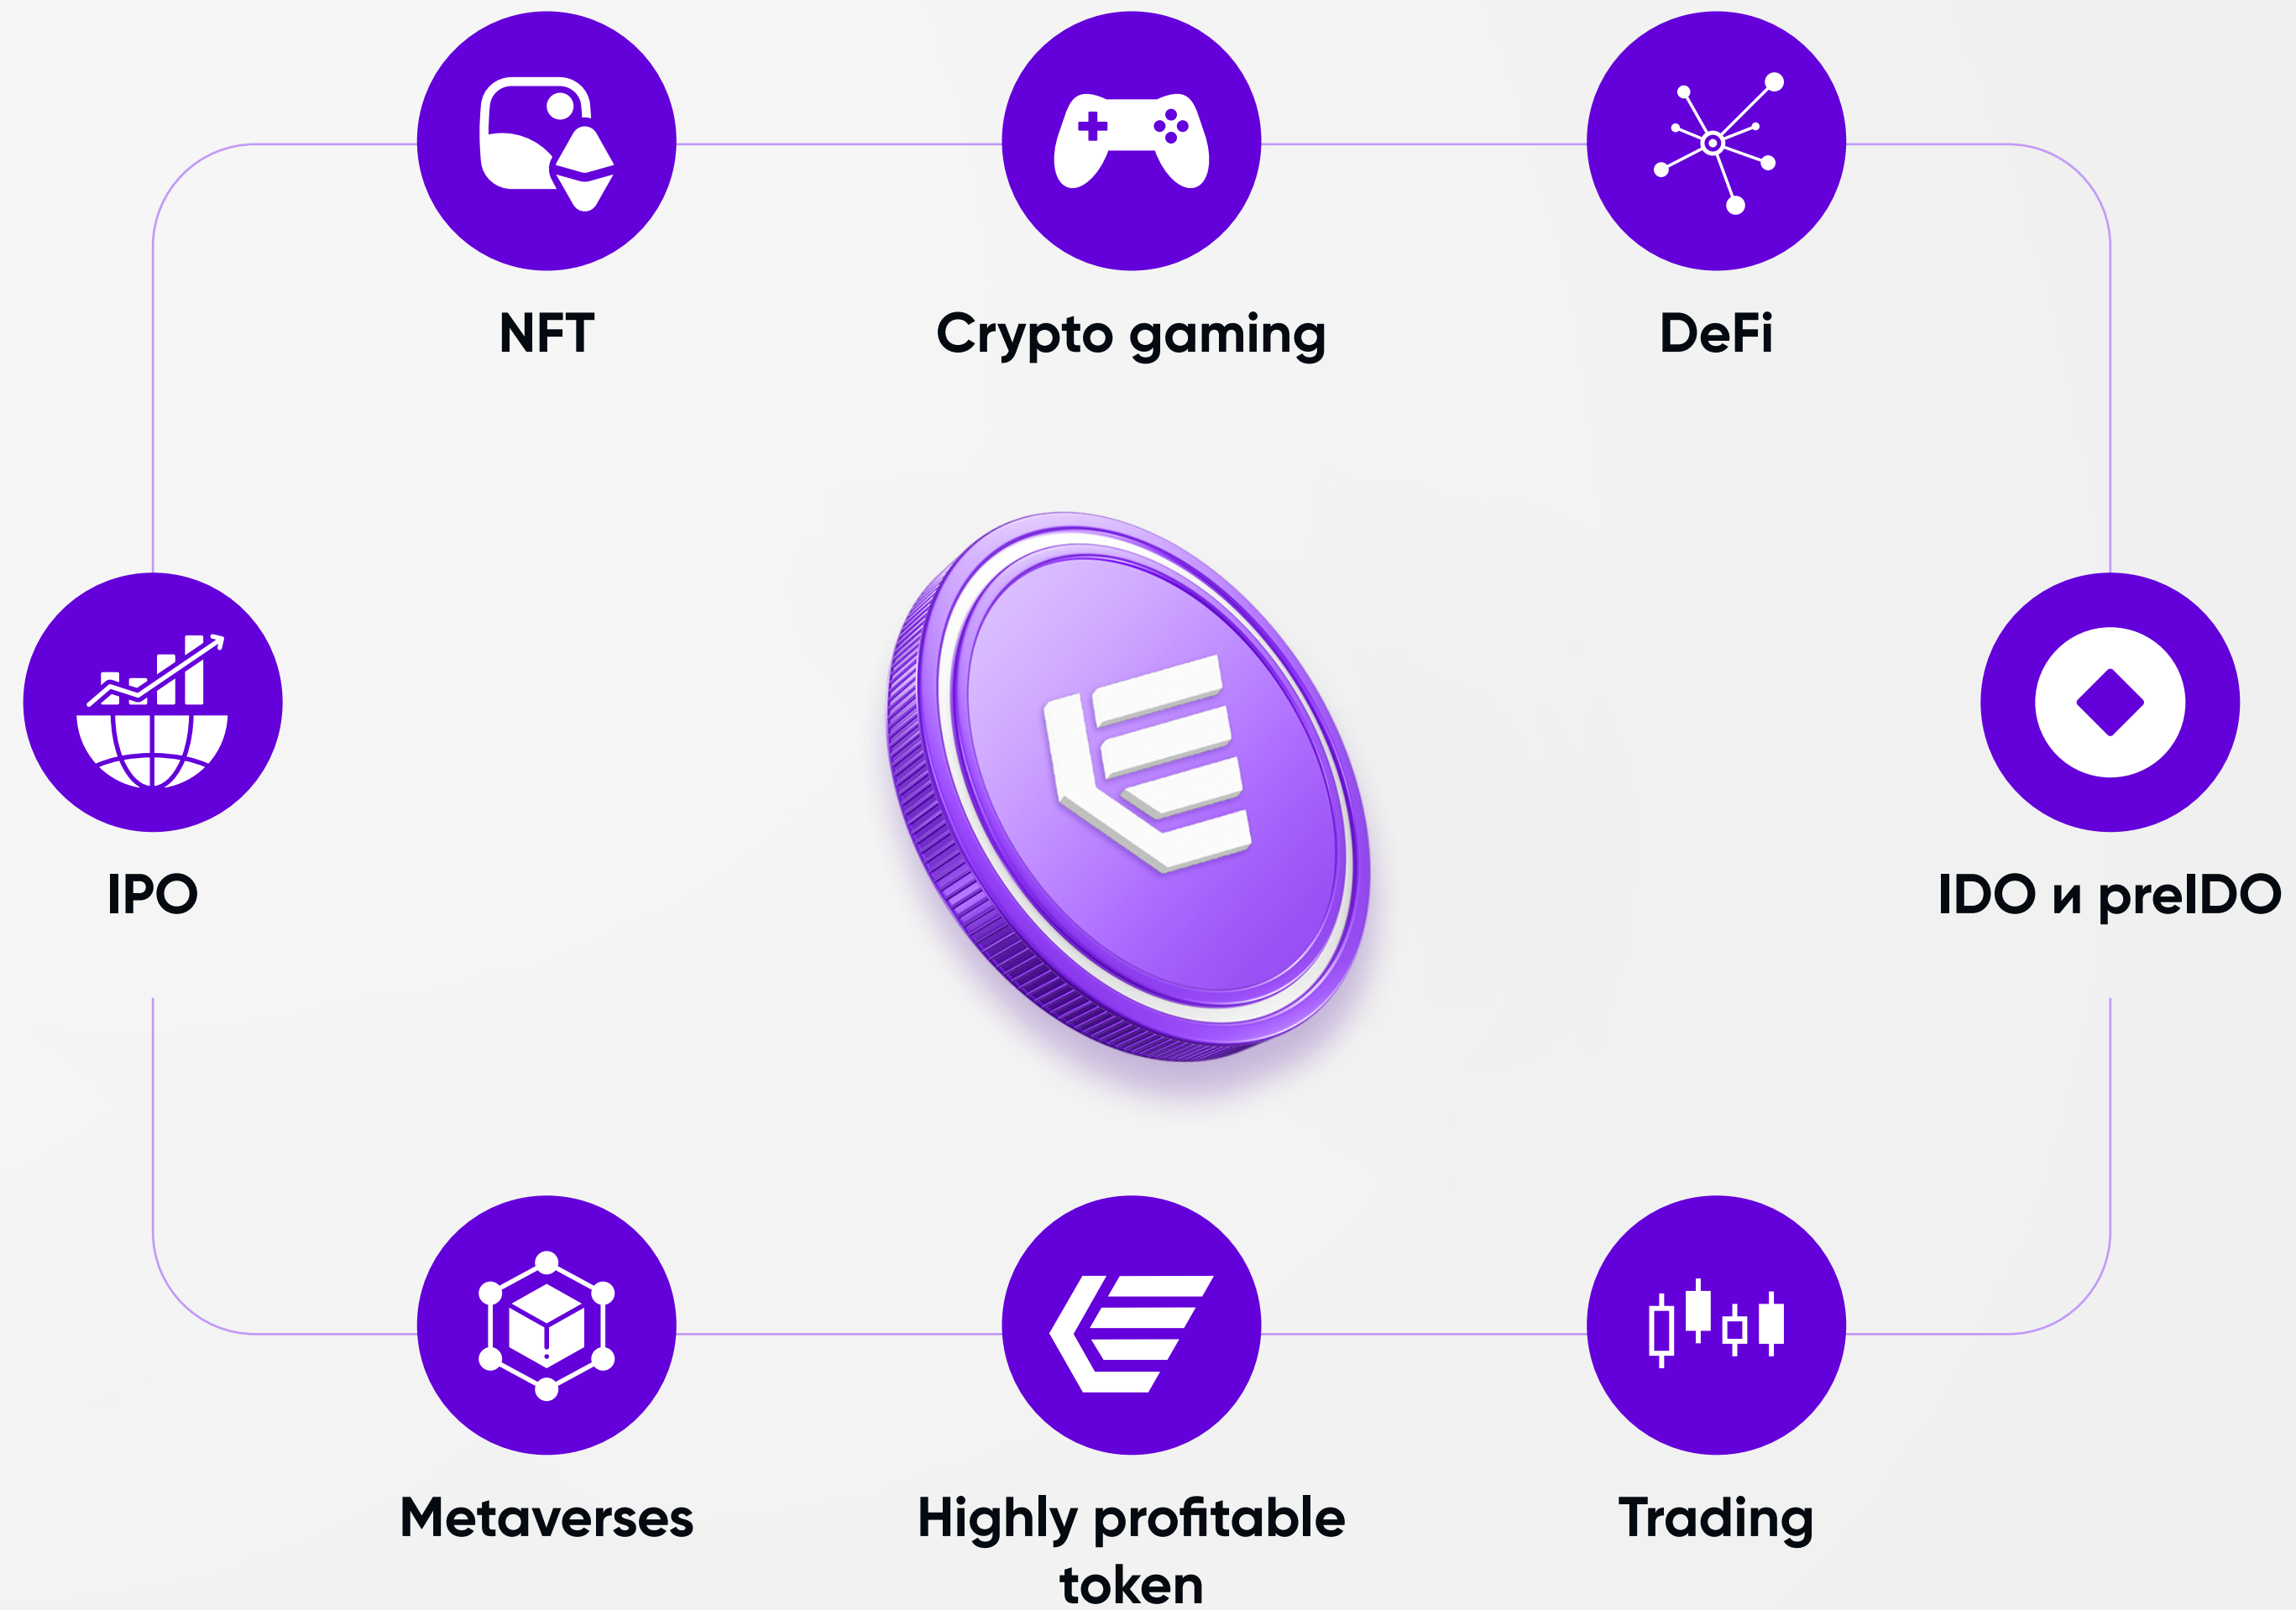 NFT
Crypto gaming
DeFi
IPO
IDO и preIDO
Metaverses
Highly profitable
token
Trading